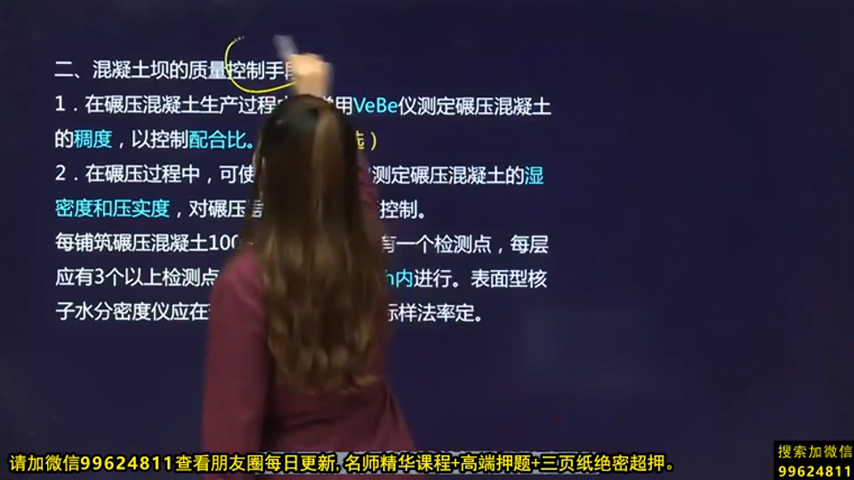 二、混凝土坝的质量控制手
1．在碾压混凝土生产过程 用VeBe仪测定碾压混凝土
的稠度，以控制配合比。 选）
2．在碾压过程中，可使 测定碾压混凝土的湿
密度和压实度，对碾压 控制。
每铺筑碾压混凝土100 有一个检测点，每层
应有3个以上检测点 h内进行。表面型核
子水分密度仪应在 标样法率定。
请加微信99624811查看朋友圈每日更新,名师精华课程+高端押题+三页纸绝密超押。
搜索加微信
99624811